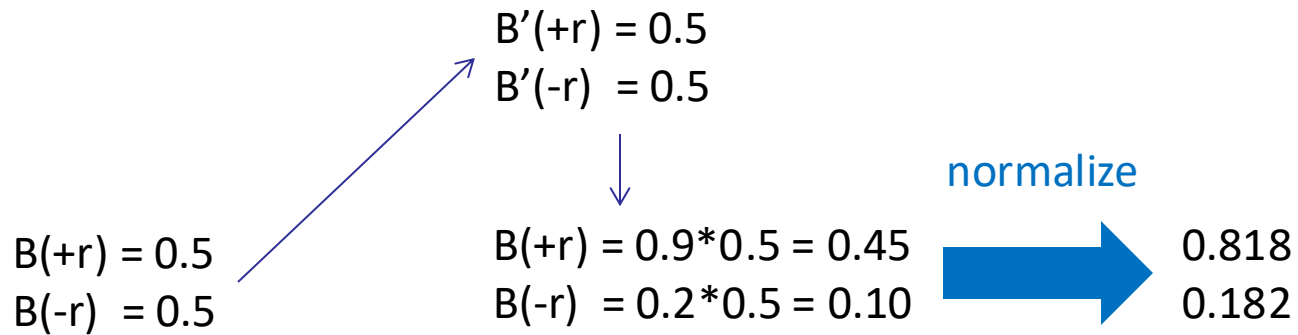 B’(+r) = 0.5
B’(-r) = 0.5
normalize
B(+r) = 0.5
B(-r) = 0.5
B(+r) = 0.9*0.5 = 0.45
B(-r) = 0.2*0.5 = 0.10
0.818
0.182